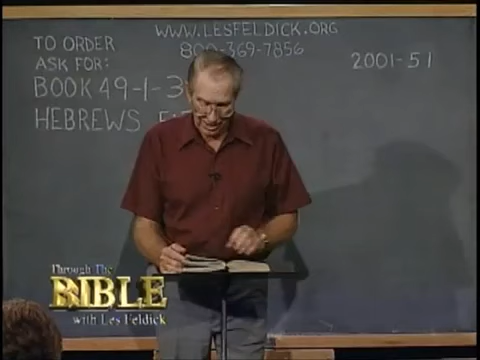 WWW.LESFELDICK.ORG
800-369-7856
TO ORDER
ASK FOR:
BOOK 49-1-3
HEBREWS
2001-51
Through The
BIBLE
with Les Feldick